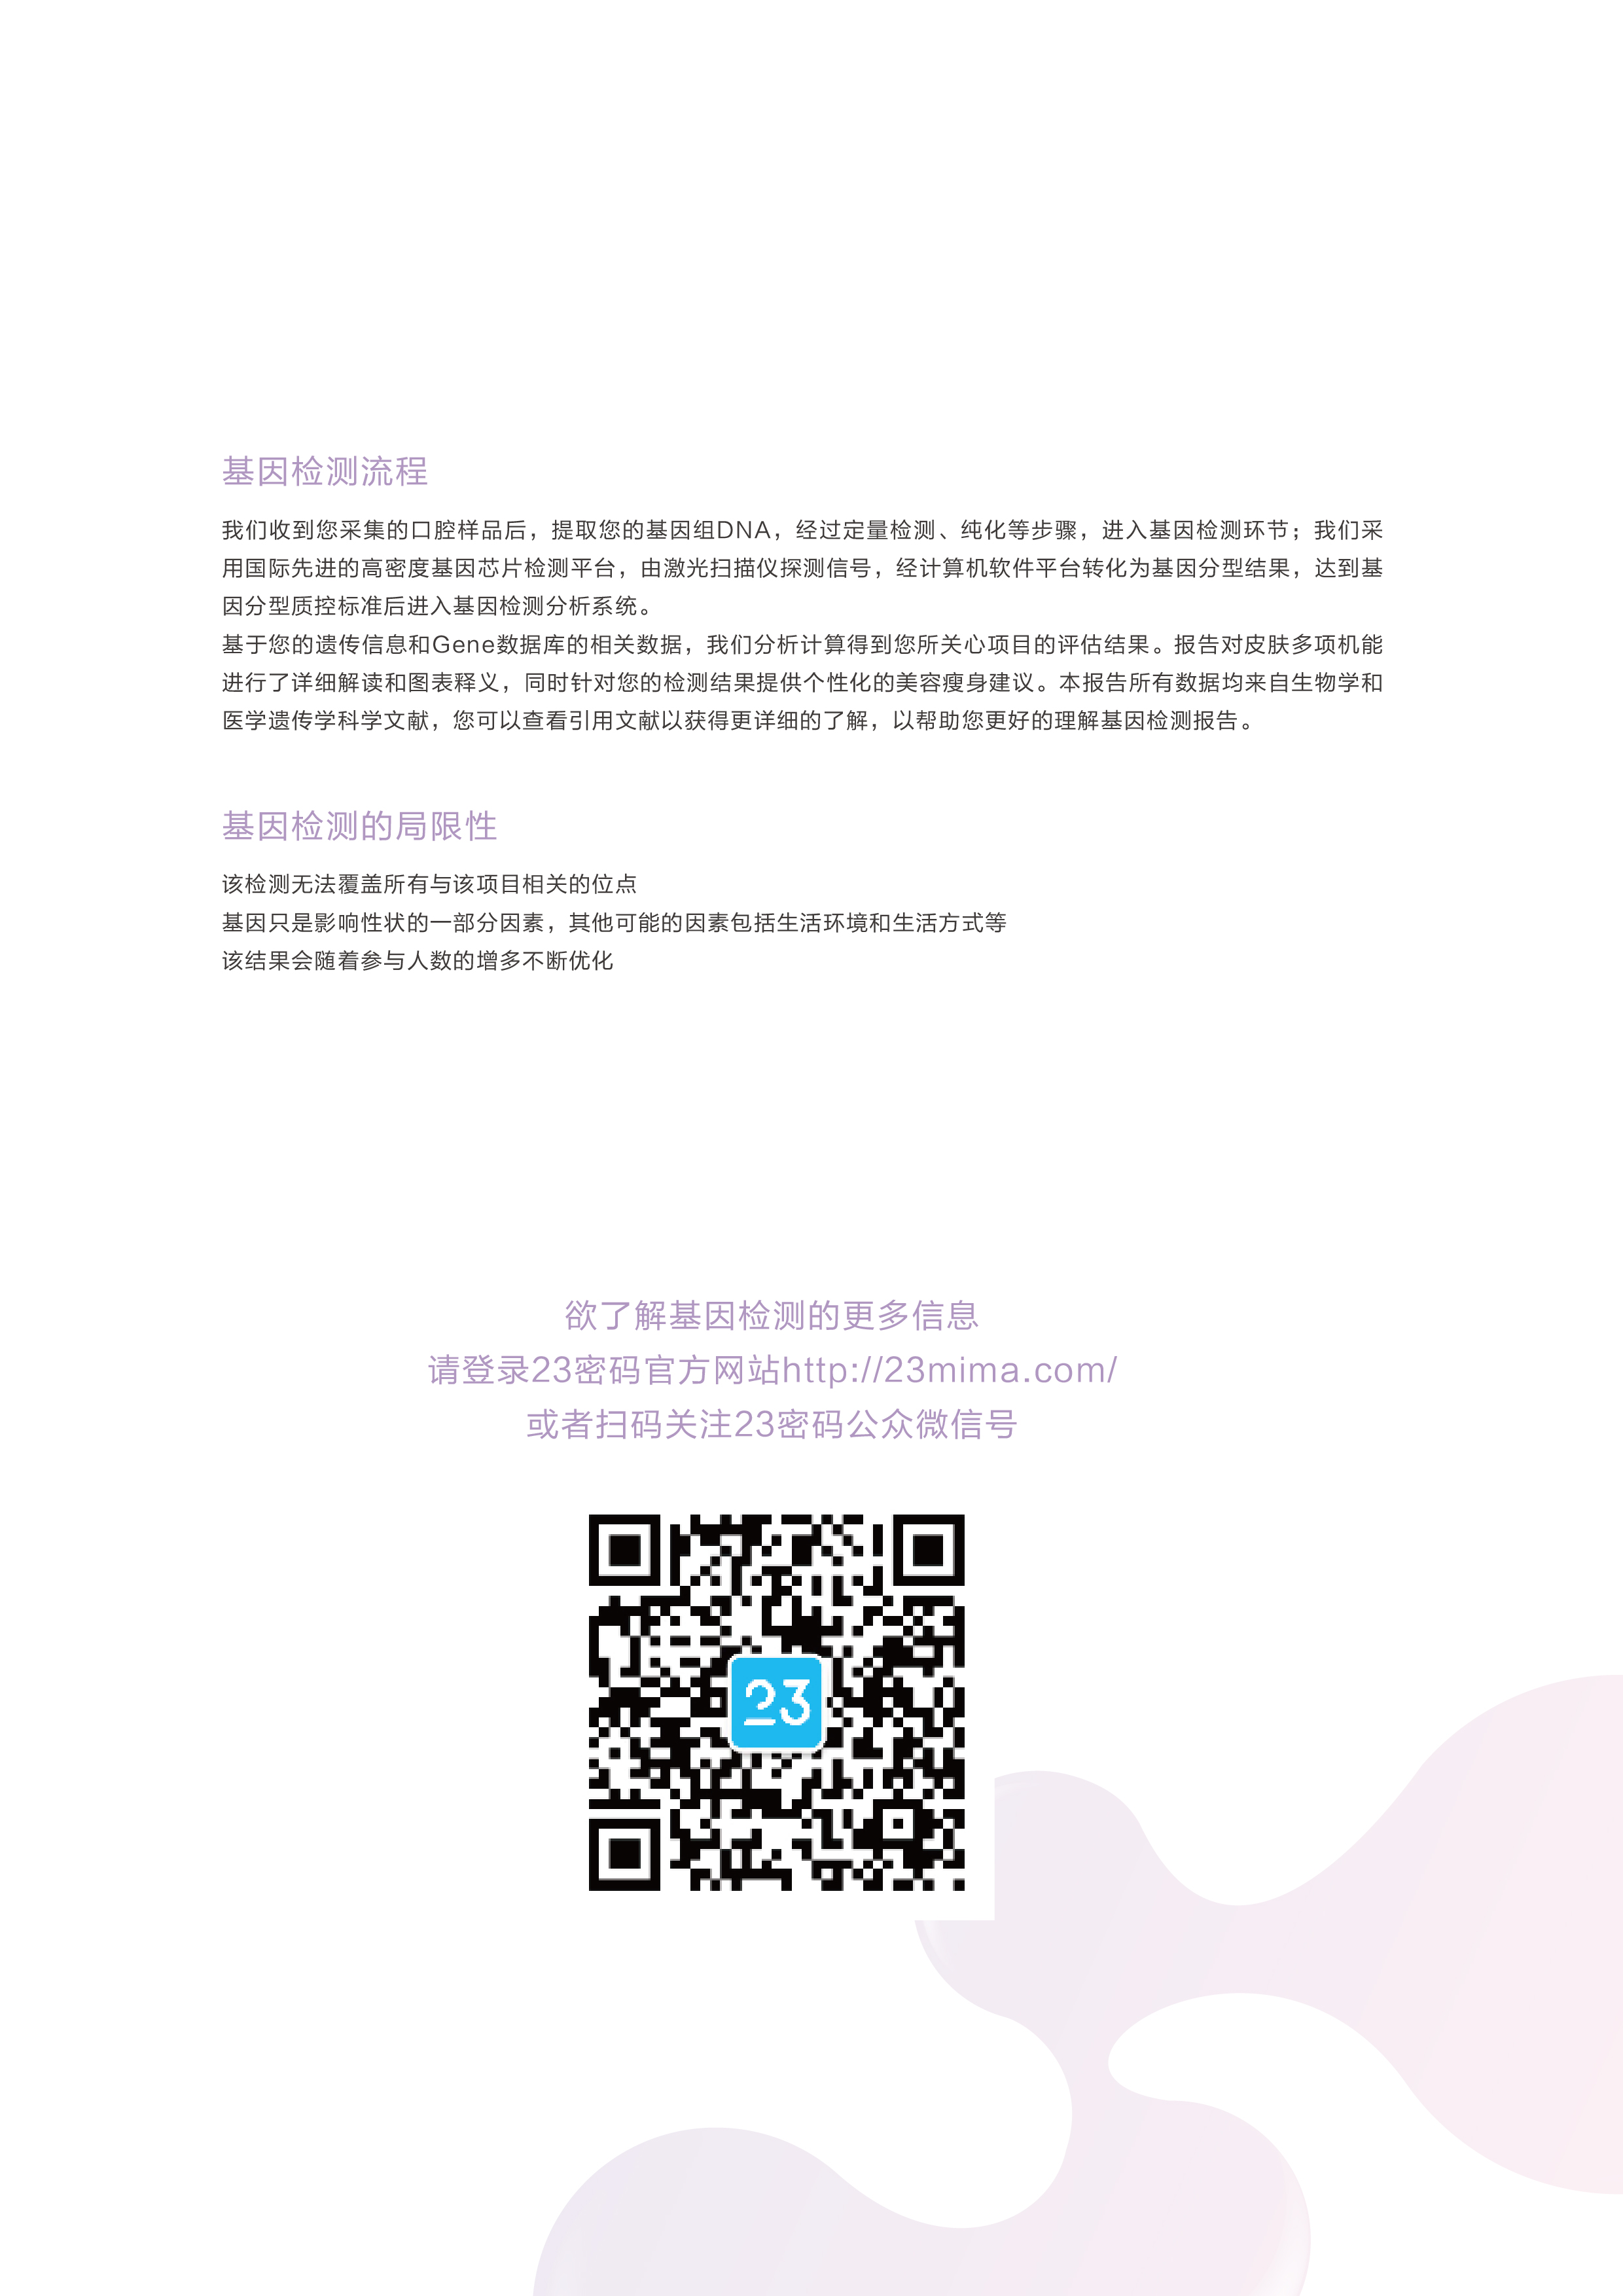 基因检测流程
我们收到您采集的口腔样品后，提取您的基因组DNA，经过定量检测、纯化等步骤，进入基因检测环节；我们采
用国际先进的高密度基因芯片检测平台，由激光扫描仪探测信号，经计算机软件平台转化为基因分型结果，达到基
因分型质控标准后进入基因检测分析系统。
基于您的遗传信息和Gene数据库的相关数据，我们分析计算得到您所关心项目的评估结果。报告对皮肤多项机能
进行了详细解读和图表释义，同时针对您的检测结果提供个性化的美容瘦身建议。本报告所有数据均来自生物学和
医学遗传学科学文献，您可以查看引用文献以获得更详细的了解，以帮助您更好的理解基因检测报告。
基因检测的局限性
该检测无法覆盖所有与该项目相关的位点
基因只是影响性状的一部分因素，其他可能的因素包括生活环境和生活方式等
该结果会随着参与人数的增多不断优化
欲了解基因检测的更多信息
请登录23密码官方网站http://23mima.com/
或者扫码关注23密码公众微信号
23